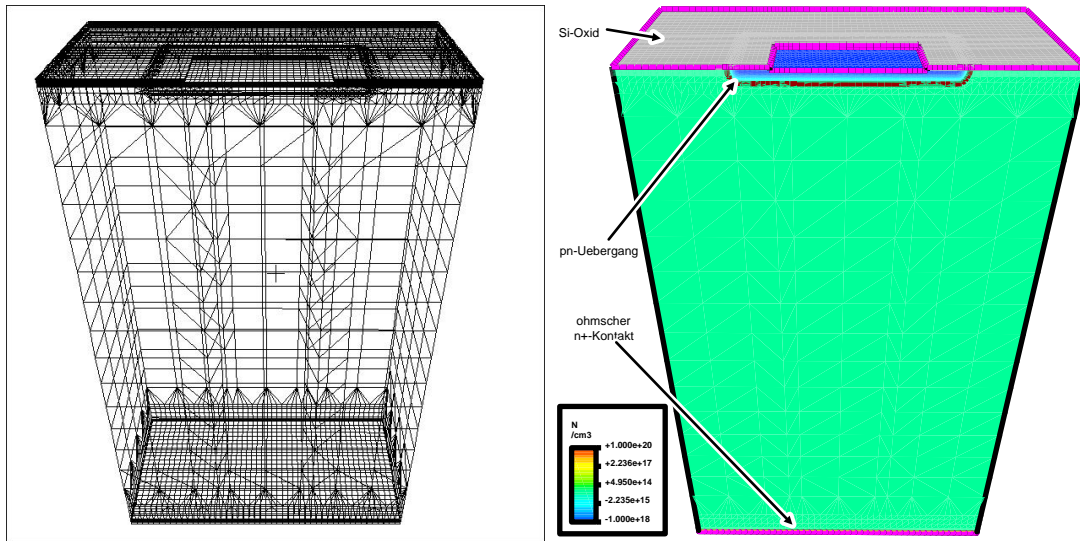 Si-Oxid
pn-Uebergang
ohmscher
n+-Kontakt
N
/cm3
+1.000e+20
+2.236e+17
+4.950e+14
-2.235e+15
-1.000e+18